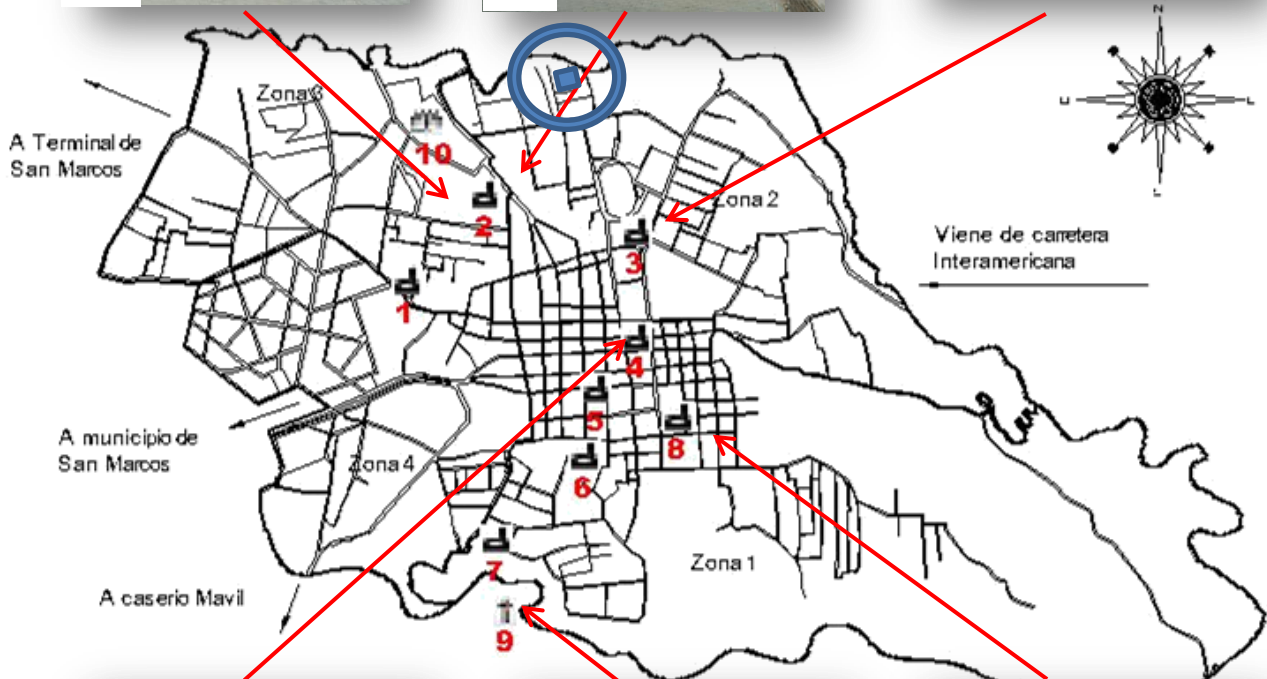 N
Zona 3
10
A Terminal de
San Marcos
2
Zona 2
3
Viene de carretera
Interamericana
1
4
5
8
A municipio de
San Marcos
Zona 4
6
7
Zona 1
A caserio Mavil
9